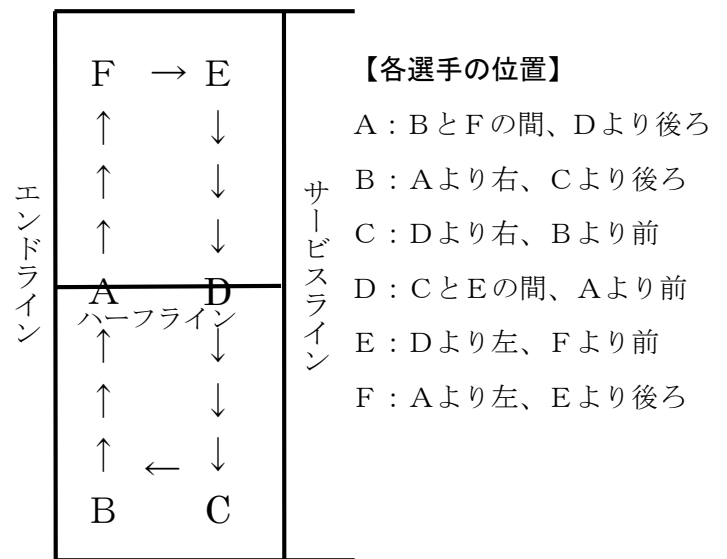 F → E
↑ ↓
↑ ↓
↑ ↓
A D
ハーフライン
↑ ↓
↑ ↓
↑ ← ↓
B C
エンドライン
サービスライン
【各選手の位置】
A:BとFの間、Dより後ろ
B:Aより右、Cより後ろ
C:Dより右、Bより前
D:CとEの間、Aより前
E:Dより左、Fより前
F:Aより左、Eより後ろ